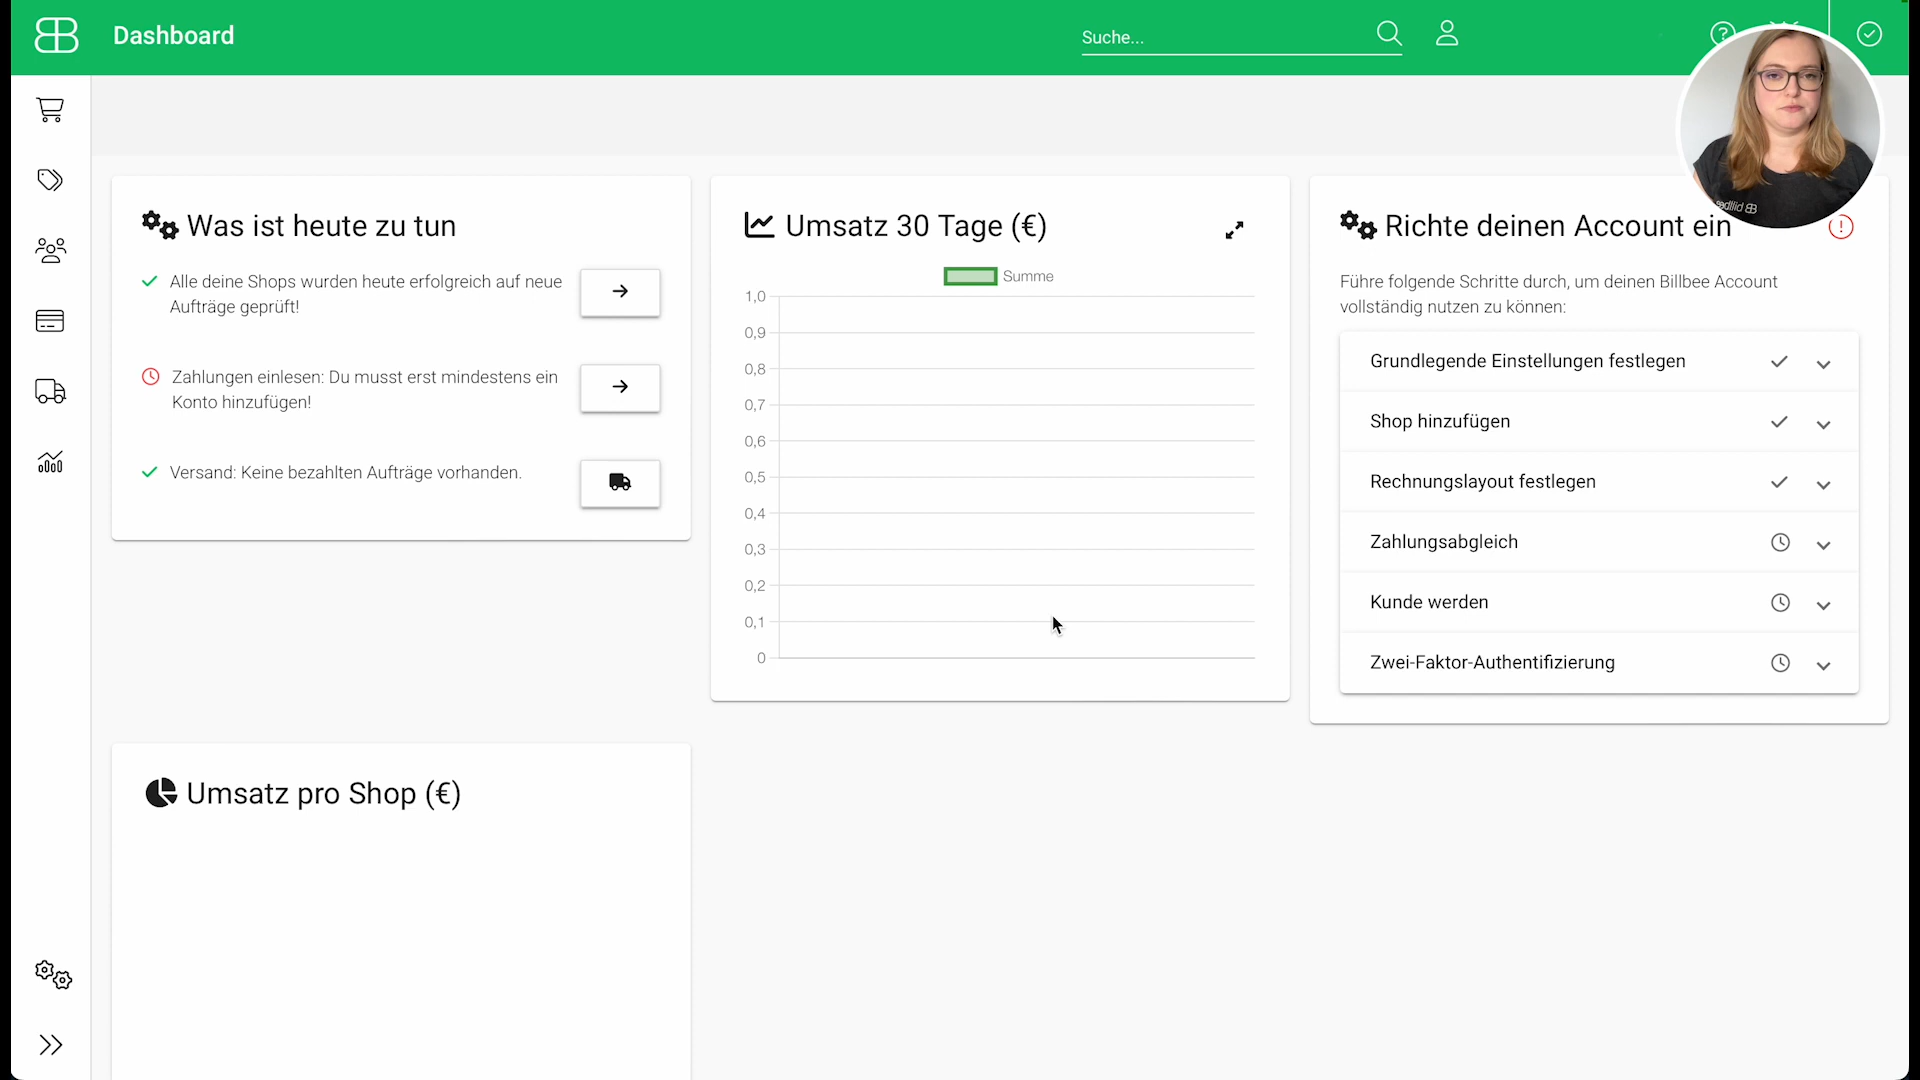 Dashboard
Suche...
Was ist heute zu tun
Alle deine Shops wurden heute erfolgreich auf neue
Aufträge geprüft!
Zahlungen einlesen: Du musst erst mindestens ein
Konto hinzufügen!
Versand: Keine bezahlten Aufträge vorhanden.
Umsatz 30 Tage (€)
Summe
1,0
0,9
0,8
0,7
0,6
0,5
0,4
0,3
0,2
0,1
0
Richte deinen Account ein
Führe folgende Schritte durch, um deinen Billbee Account
vollständig nutzen zu können:
Grundlegende Einstellungen festlegen
Shop hinzufügen
Rechnungslayout festlegen
Zahlungsabgleich
Kunde werden
Zwei-Faktor-Authentifizierung
Umsatz pro Shop (€)